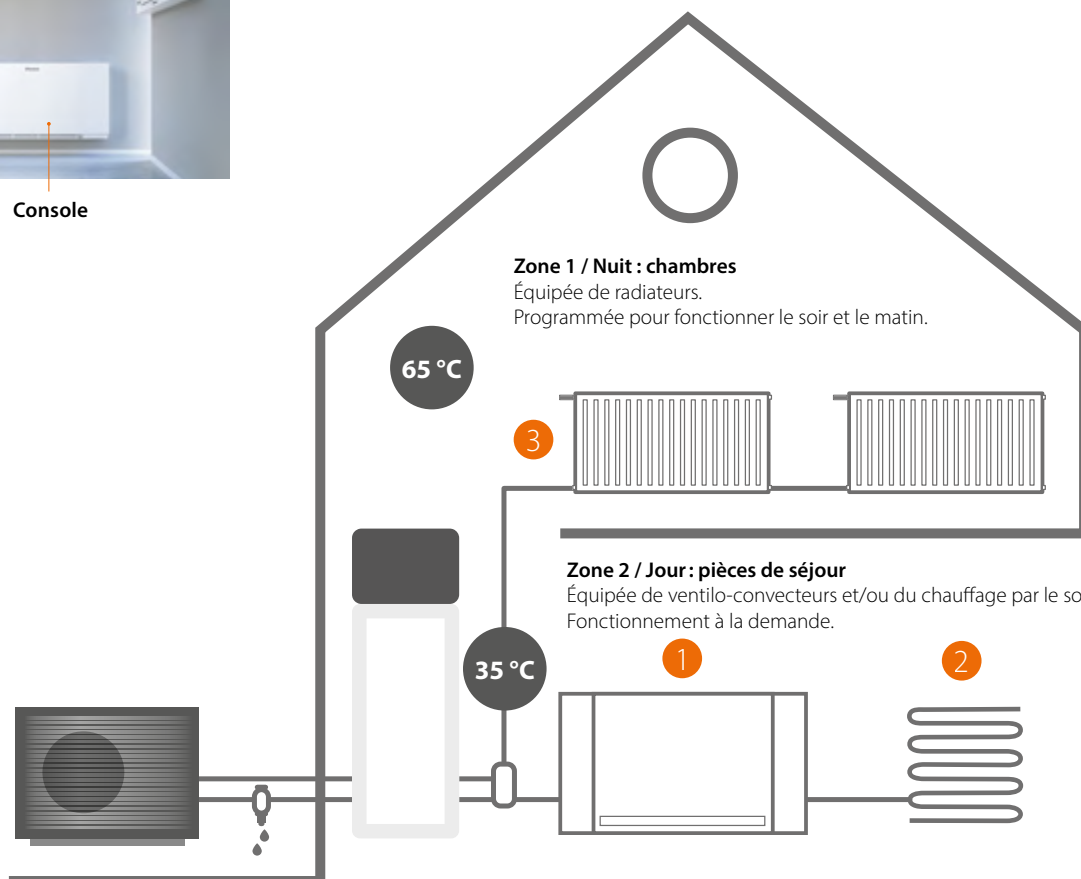 Console
Zone 1 / Nuit : chambres
Équipée de radiateurs.
Programmée pour fonctionner le soir et le matin.
65 °C
3
Zone 2 / Jour : pièces de séjour
Équipée de ventilo-convecteurs et/ou du chauffage par le so
Fonctionnement à la demande.
35 °C
1
2